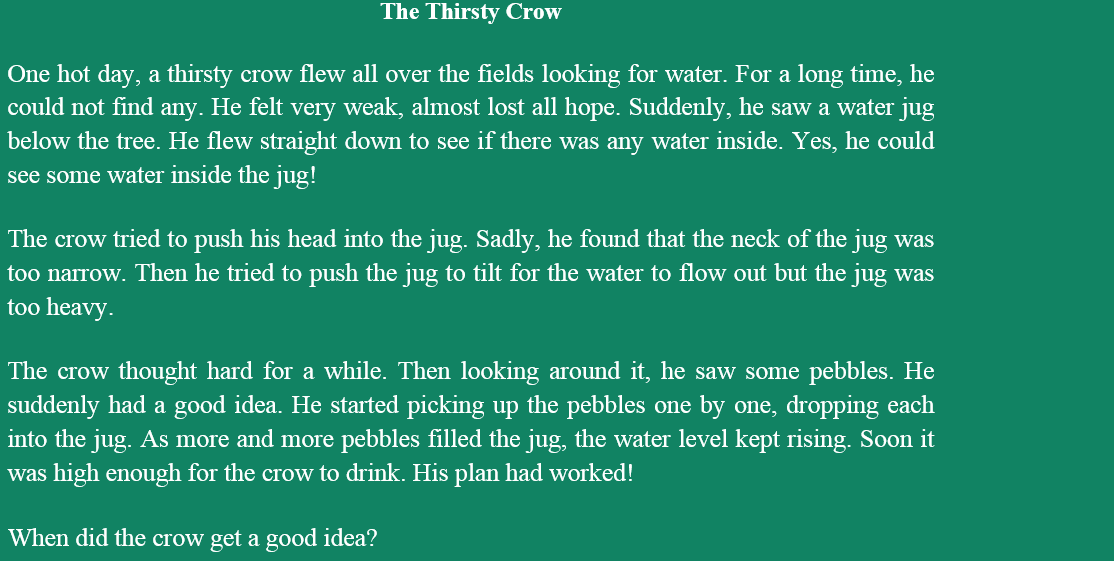 The Thirsty Crow
One hot day, a thirsty crow flew all over the fields looking for water. For a long time, he
could not find any. He felt very weak, almost lost all hope. Suddenly, he saw a water jug
below the tree. He flew straight down to see if there was any water inside. Yes, he could
see some water inside the jug!
The crow tried to push his head into the jug. Sadly, he found that the neck of the jug was
too narrow. Then he tried to push the jug to tilt for the water to flow out but the jug was
too heavy.
The crow thought hard for a while. Then looking around it, he saw some pebbles. He
suddenly had a good idea. He started picking up the pebbles one by one, dropping each
into the jug. As more and more pebbles filled the jug, the water level kept rising. Soon it
was high enough for the crow to drink. His plan had worked!
When did the crow get a good idea?